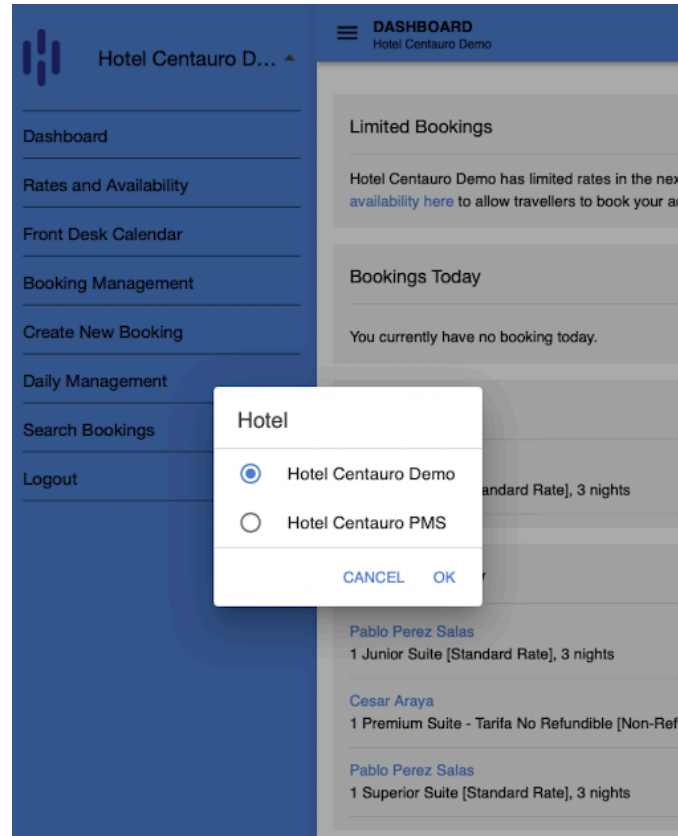 Hotel Centauro D...
Dashboard
Rates and Availability
Front Desk Calendar
Booking Management
Create New Booking
Daily Management
Search Bookings
Logout
DASHBOARD
Hotel Centauro Demo
Limited Bookings
Hotel Centauro Demo has limited rates in the
availability here to allow travellers to book your
Bookings Today
You currently have no booking today.
Hotel
Hotel Centauro Demo
Hotel Centauro PMS
CANCEL OK
Rate], 3 nights
Pablo Perez Salas
1 Junior Suite [Standard Rate], 3 nights
Cesar Araya
1 Premium Suite - Tarifa No Refundible
Pablo Perez Salas
1 Superior Suite [Standard Rate], 3 nights